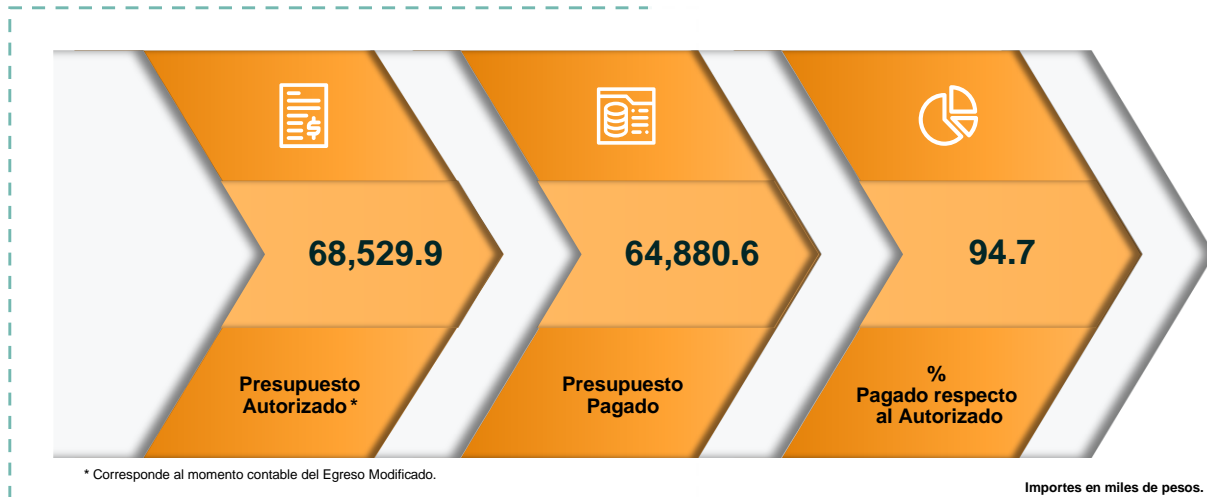 68,529.9
64,880.6
94.7
Presupuesto
Autorizado *
Presupuesto
Pagado
%
Pagado respecto
al Autorizado
* Corresponde al momento contable del Egreso Modificado.
Importes en miles de pesos.